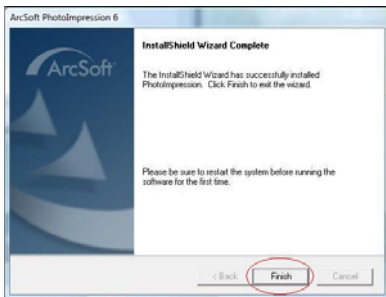 ArcSoft PhotoImpression 6
ArcSoft
InstallShield Wizard Complete
The InstallShield Wizard has successfully installed
PhotoImpression. Click Finish to exit the wizard.
Please be sure to restart the system before running the
software for the first time.
< Back
Finish
Cancel